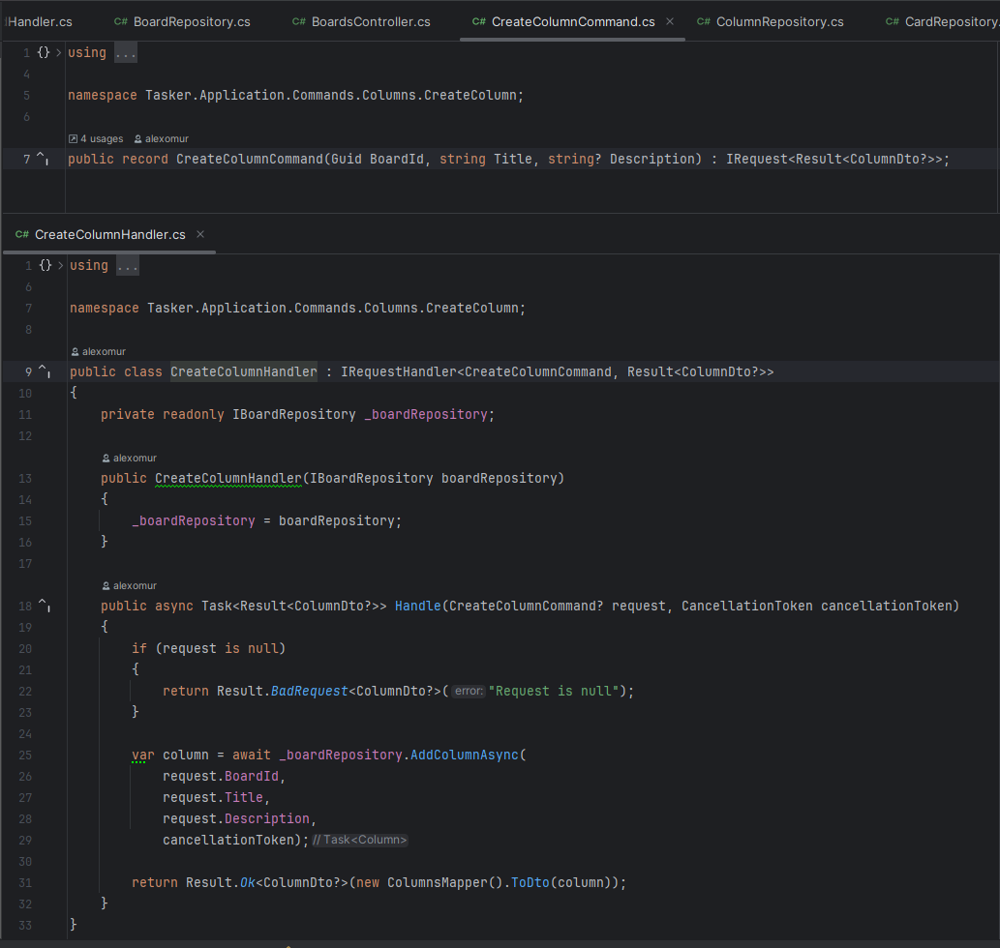 Handler.cs C# BoardRepository.cs C# BoardsController.cs C# CreateColumnCommand.cs × C# ColumnRepository.cs C# CardRepository.
1 {} > using ...
4
5 namespace Tasker.Application.Commands.Columns.CreateColumn;
6
4 usages alexomur
7 public record CreateColumnCommand(Guid BoardId, string Title, string? Description) : IRequest<Result<ColumnDto?>>;
C# CreateColumnHandler.cs ×
1 {} > using ...
6
7 namespace Tasker.Application.Commands.Columns.CreateColumn;
8
alexomur
9 public class CreateColumnHandler : IRequestHandler<CreateColumnCommand, Result<ColumnDto?>>
10 {
11 private readonly IBoardRepository _boardRepository;
12
alexomur
13 public CreateColumnHandler(IBoardRepository boardRepository)
14 {
15 _boardRepository = boardRepository;
16 }
17
alexomur
18 public async Task<Result<ColumnDto?>> Handle(CreateColumnCommand? request, CancellationToken cancellationToken)
19 {
20 if (request is null)
21 {
22 return Result.BadRequest<ColumnDto?>( error: "Request is null");
23 }
24
25 var column = await _boardRepository.AddColumnAsync(
26 request.BoardId,
27 request.Title,
28 request.Description,
29 cancellationToken); // Task<Column>
30
31 return Result.Ok<ColumnDto?>(new ColumnsMapper().ToDto(column));
32 }
33 }